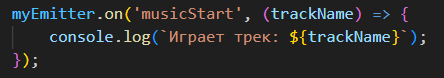 myEmitter.on('musicStart', (trackName) => {
    console.log(`Играет трек: ${trackName}`);
});